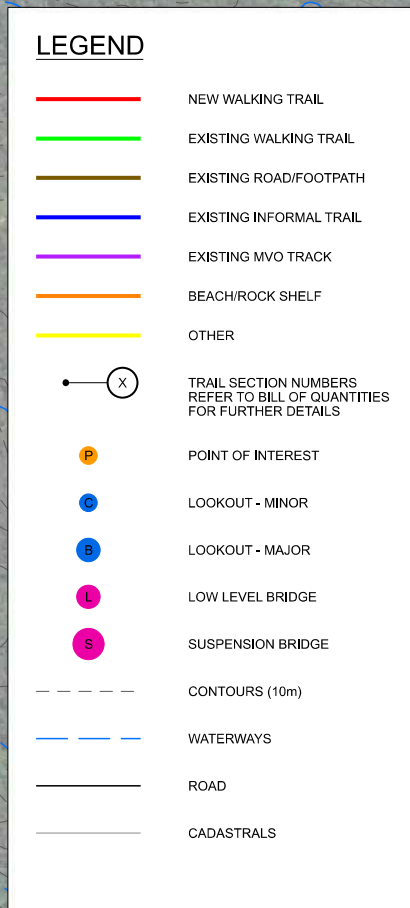 LEGEND
NEW WALKING TRAIL
EXISTING WALKING TRAIL
EXISTING ROAD/FOOTPATH
EXISTING INFORMAL TRAIL
EXISTING MVO TRACK
BEACH/ROCK SHELF
OTHER
X TRAIL SECTION NUMBERS
REFER TO BILL OF QUANTITIES
FOR FURTHER DETAILS
P POINT OF INTEREST
C LOOKOUT - MINOR
B LOOKOUT - MAJOR
L LOW LEVEL BRIDGE
S SUSPENSION BRIDGE
CONTOURS (10m)
WATERWAYS
ROAD
CADASTRALS